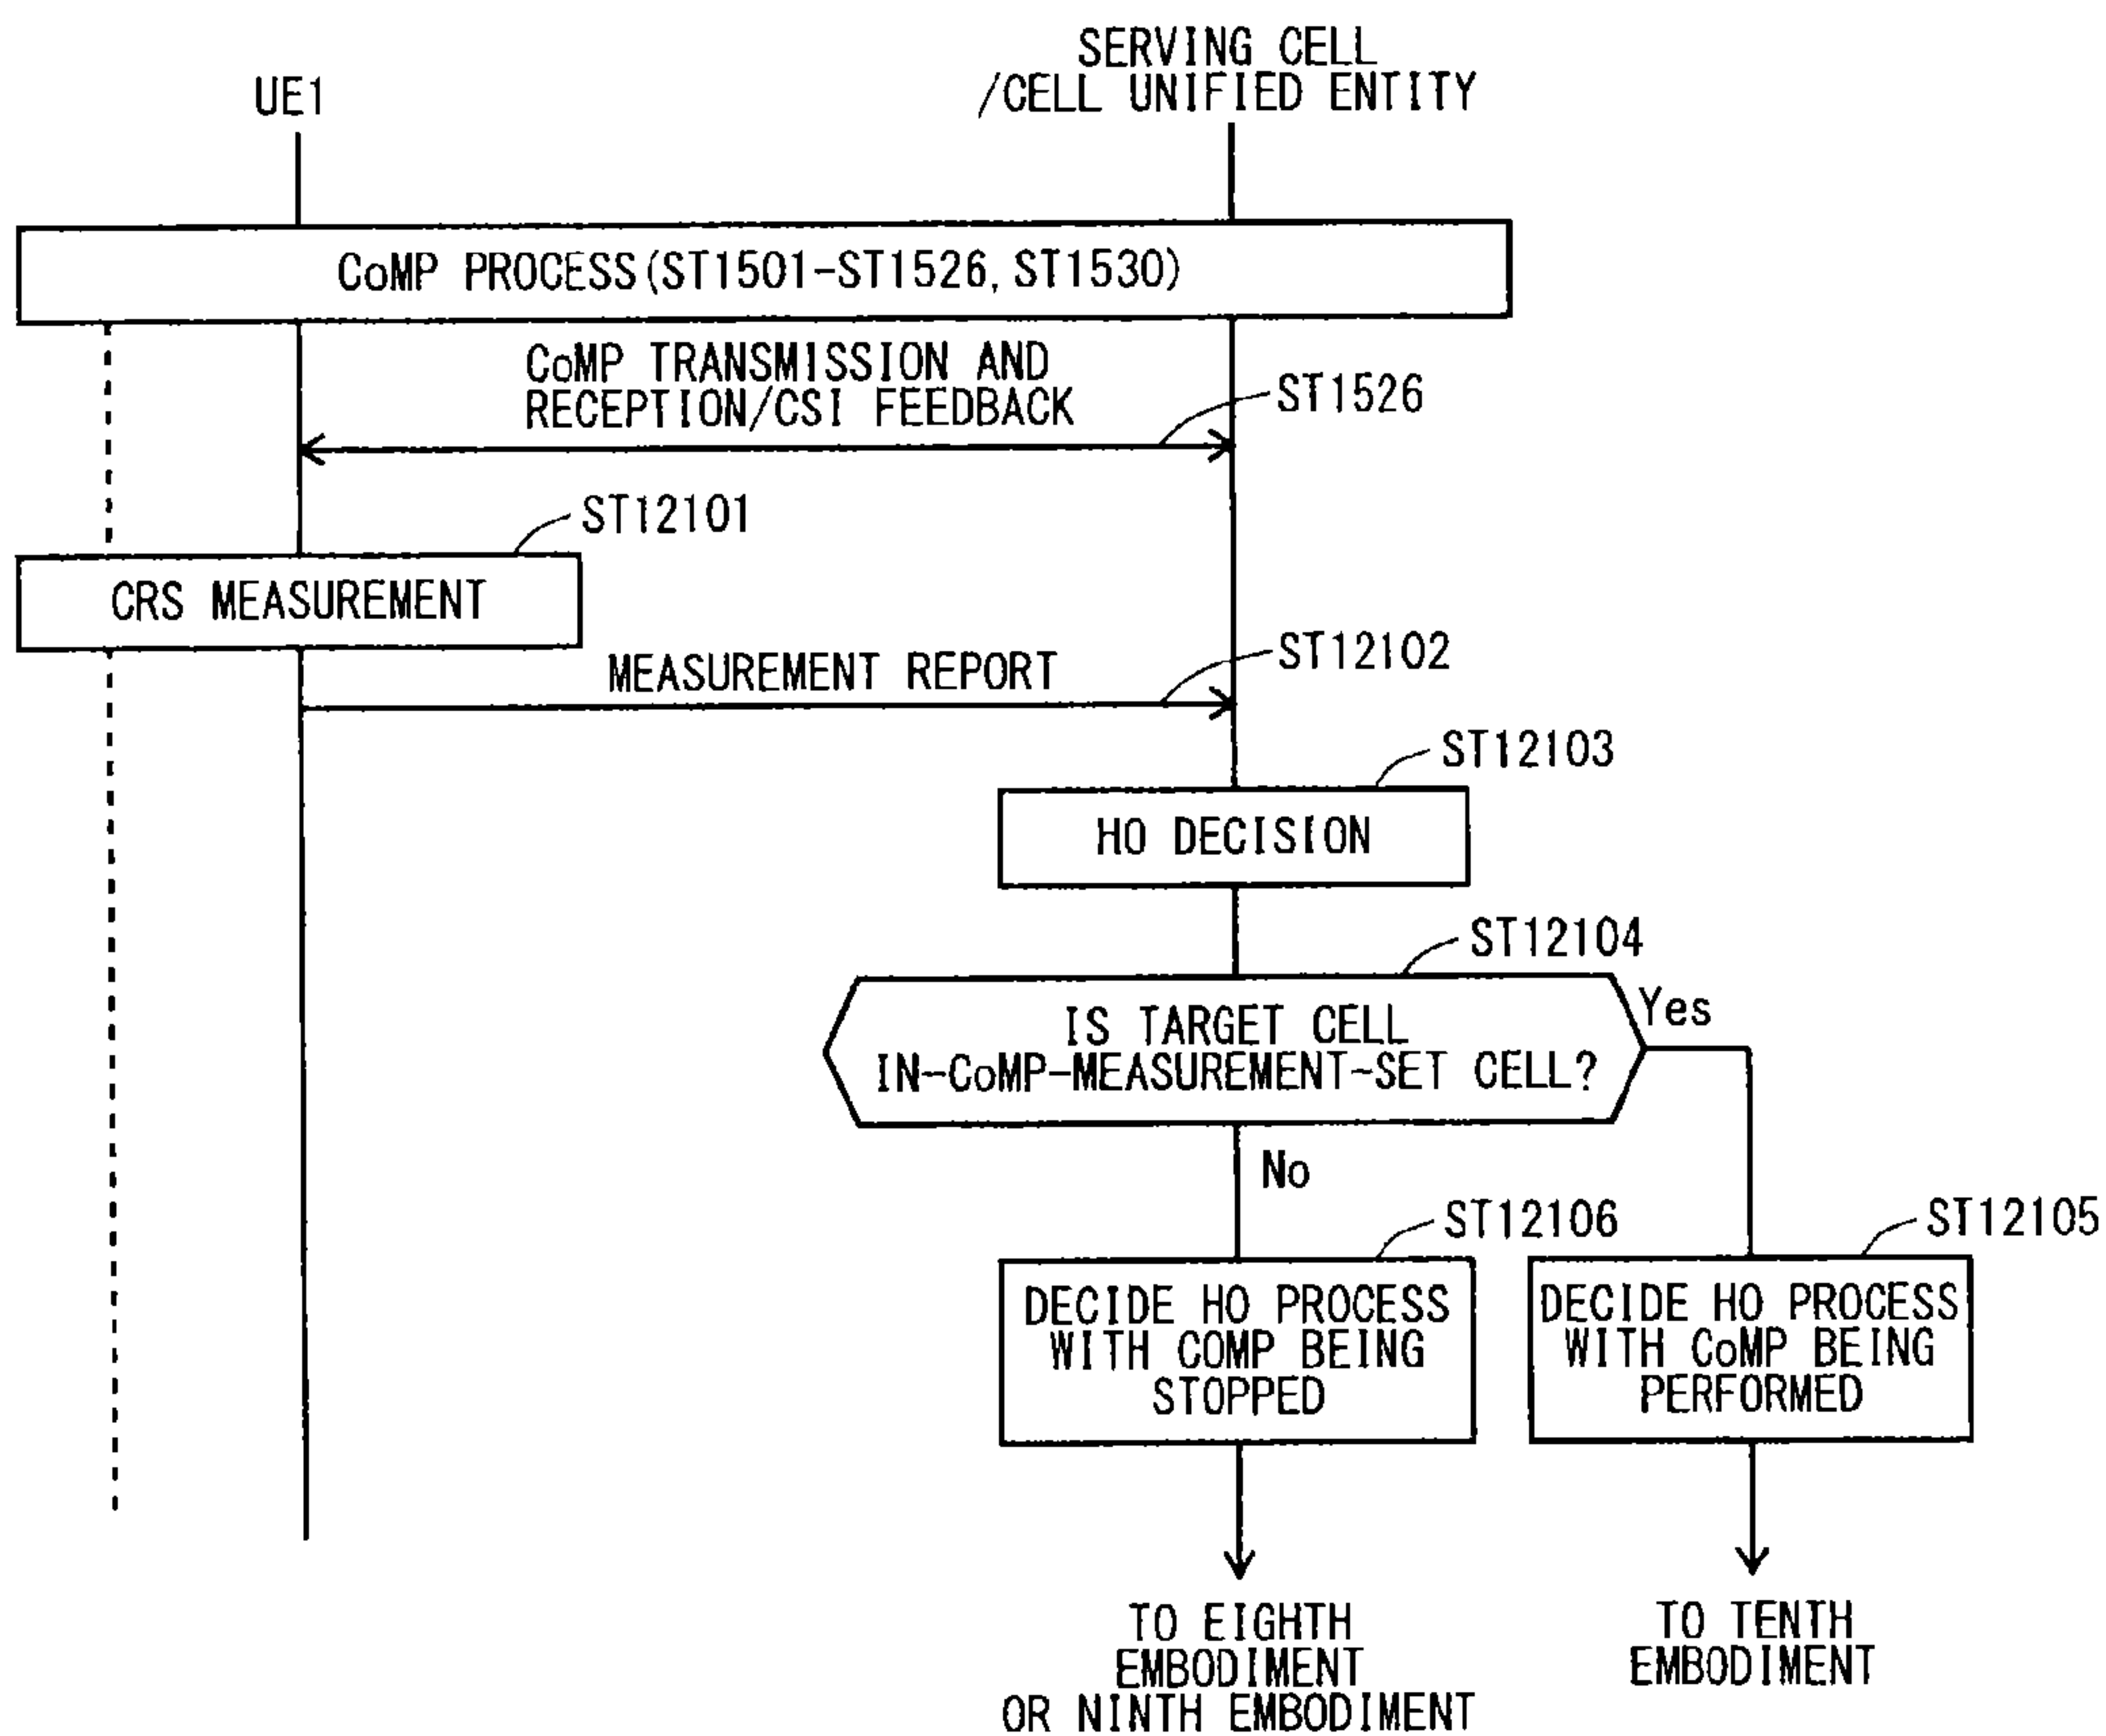 UE1
SERVING CELL
/CELL UNIFIED ENTITY
CoMP PROCESS(ST1501-ST1526, ST1530)
CoMP TRANSMISSION AND
RECEPTION/CSI FEEDBACK
ST1526
ST12101
CRS MEASUREMENT
MEASUREMENT REPORT
ST12102
ST12103
HO DECISION
ST12104
IS TARGET CELL
IN-CoMP-MEASUREMENT-SET CELL?
Yes
No
ST12106
ST12105
DECIDE HO PROCESS
WITH COMP BEING
STOPPED
DECIDE HO PROCESS
WITH CoMP BEING
PERFORMED
TO EIGHTH
EMBODIMENT
OR NINTH EMBODIMENT
TO TENTH
EMBODIMENT